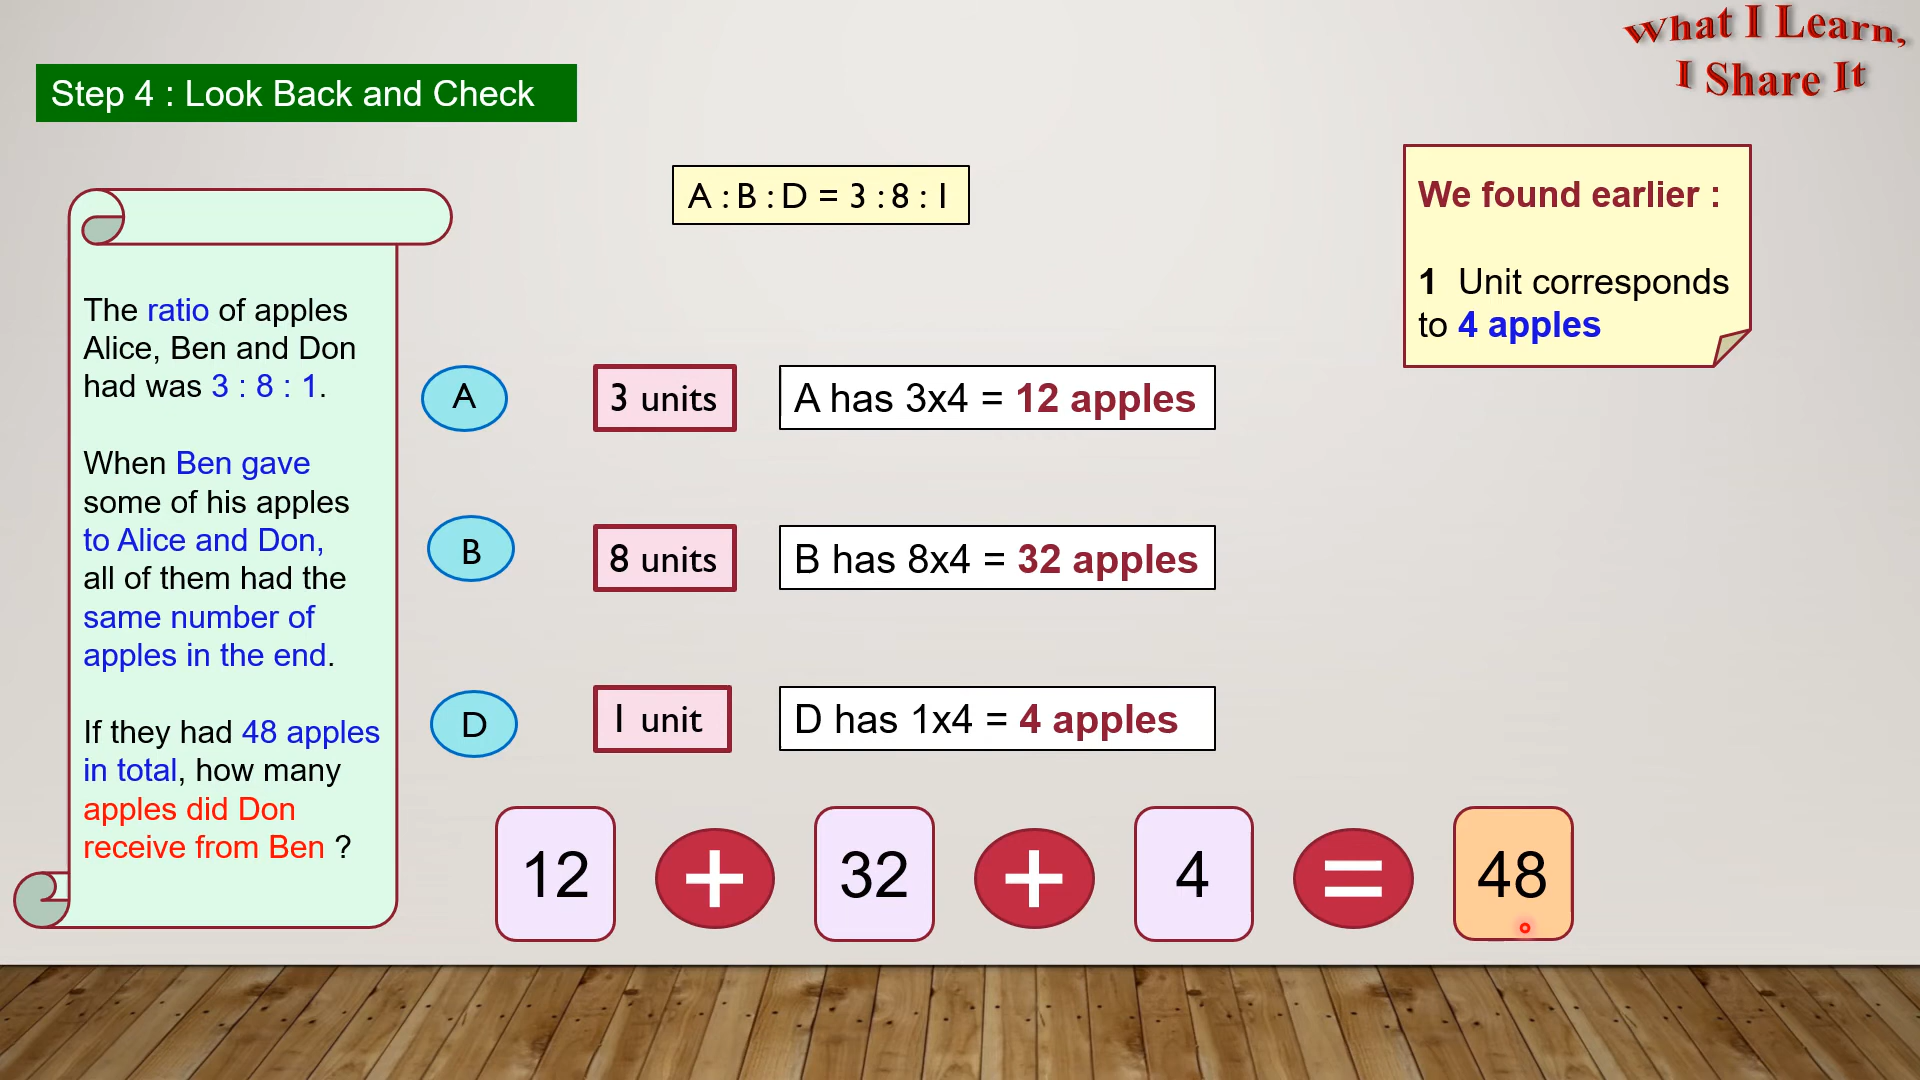 What I Learn,
I Share It
Step 4 : Look Back and Check
A : B : D = 3 : 8 : 1
We found earlier :
1 Unit corresponds
to 4 apples
The ratio of apples
Alice, Ben and Don
had was 3 : 8 : 1.
When Ben gave
some of his apples
to Alice and Don,
all of them had the
same number of
apples in the end.
If they had 48 apples
in total, how many
apples did Don
receive from Ben ?
A 3 units A has 3x4 = 12 apples
B 8 units B has 8x4 = 32 apples
D 1 unit D has 1x4 = 4 apples
12 + 32 + 4 = 48